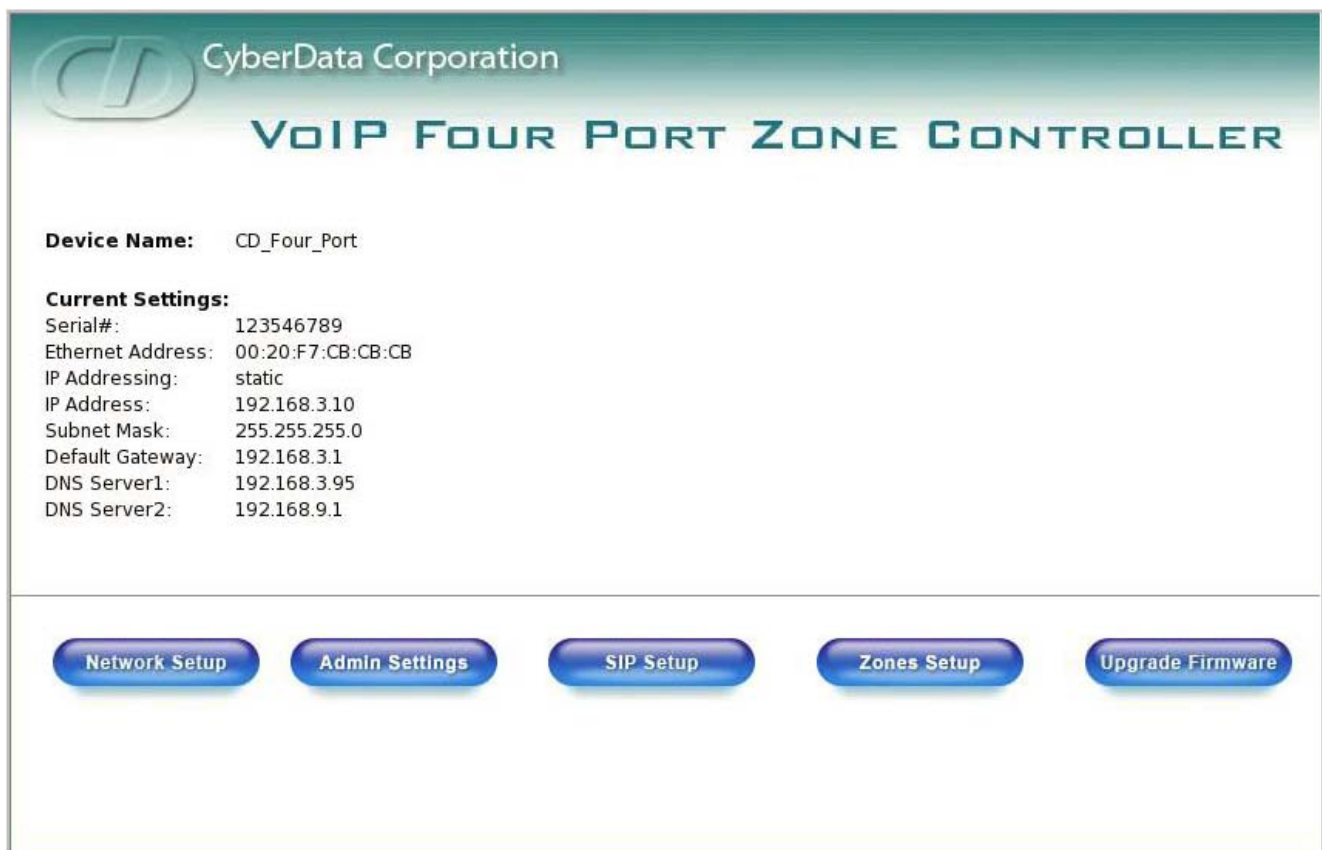 CD CyberData Corporation
VoIP Four Port Zone Controller
Device Name: CD_Four_Port
Current Settings:
Serial#: 123546789
Ethernet Address: 00:20:F7:CB:CB:CB
IP Addressing: static
IP Address: 192.168.3.10
Subnet Mask: 255.255.255.0
Default Gateway: 192.168.3.1
DNS Server1: 192.168.3.95
DNS Server2: 192.168.9.1
Network Setup Admin Settings SIP Setup Zones Setup Upgrade Firmware